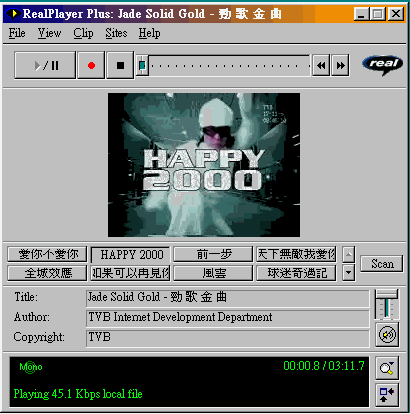 RealPlayer Plus: Jade Solid Gold - 勁 歌 金 曲
File View Clip Sites Help
real
HAPPY
2000
愛你不愛你 HAPPY 2000 前一步 天下無敵我愛你
全城效應 如果可以再見你 風雲 球迷奇過記
Scan
Title: Jade Solid Gold - 勁 歌 金 曲
Author: TVB Internet Development Department
Copyright: TVB
Mono 00:00.8 / 03:11.7
Playing 45.1 Kbps local file